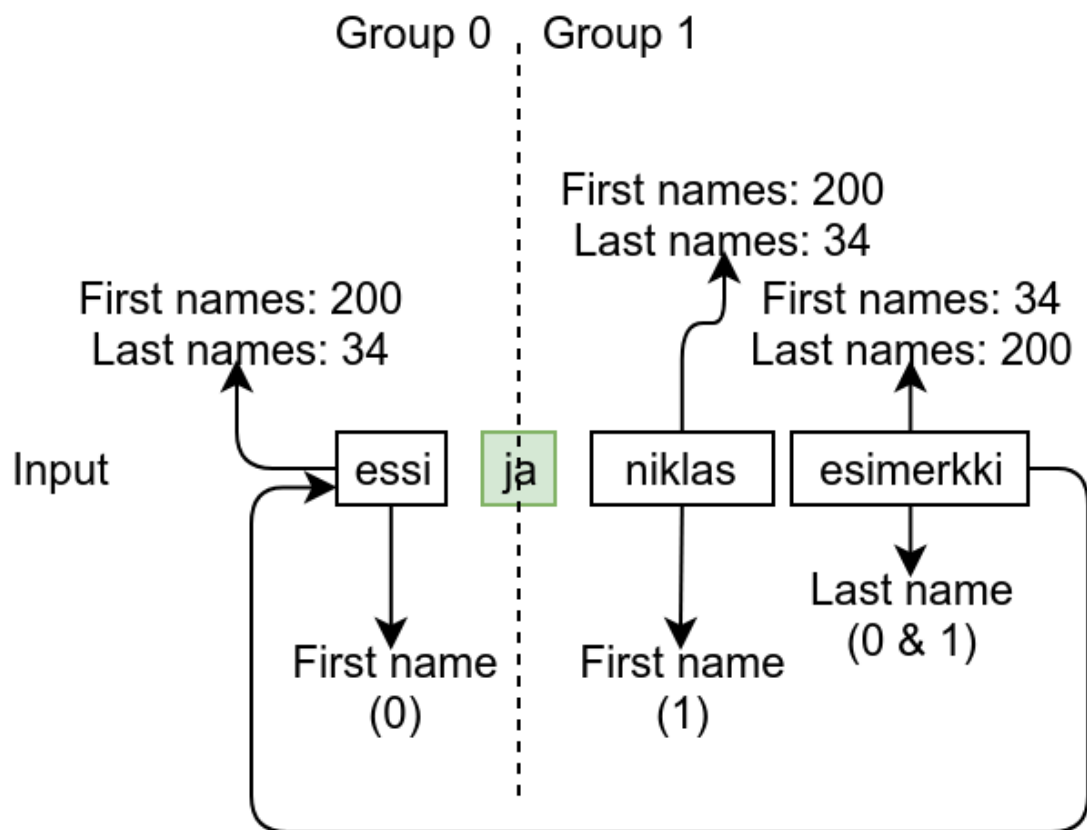 Group 0
Group 1
First names: 200
Last names: 34
First names: 200
Last names: 34
First names: 34
Last names: 200
Input
essi
ja
niklas
esimerkki
First name
(0)
First name
(1)
Last name
(0 & 1)